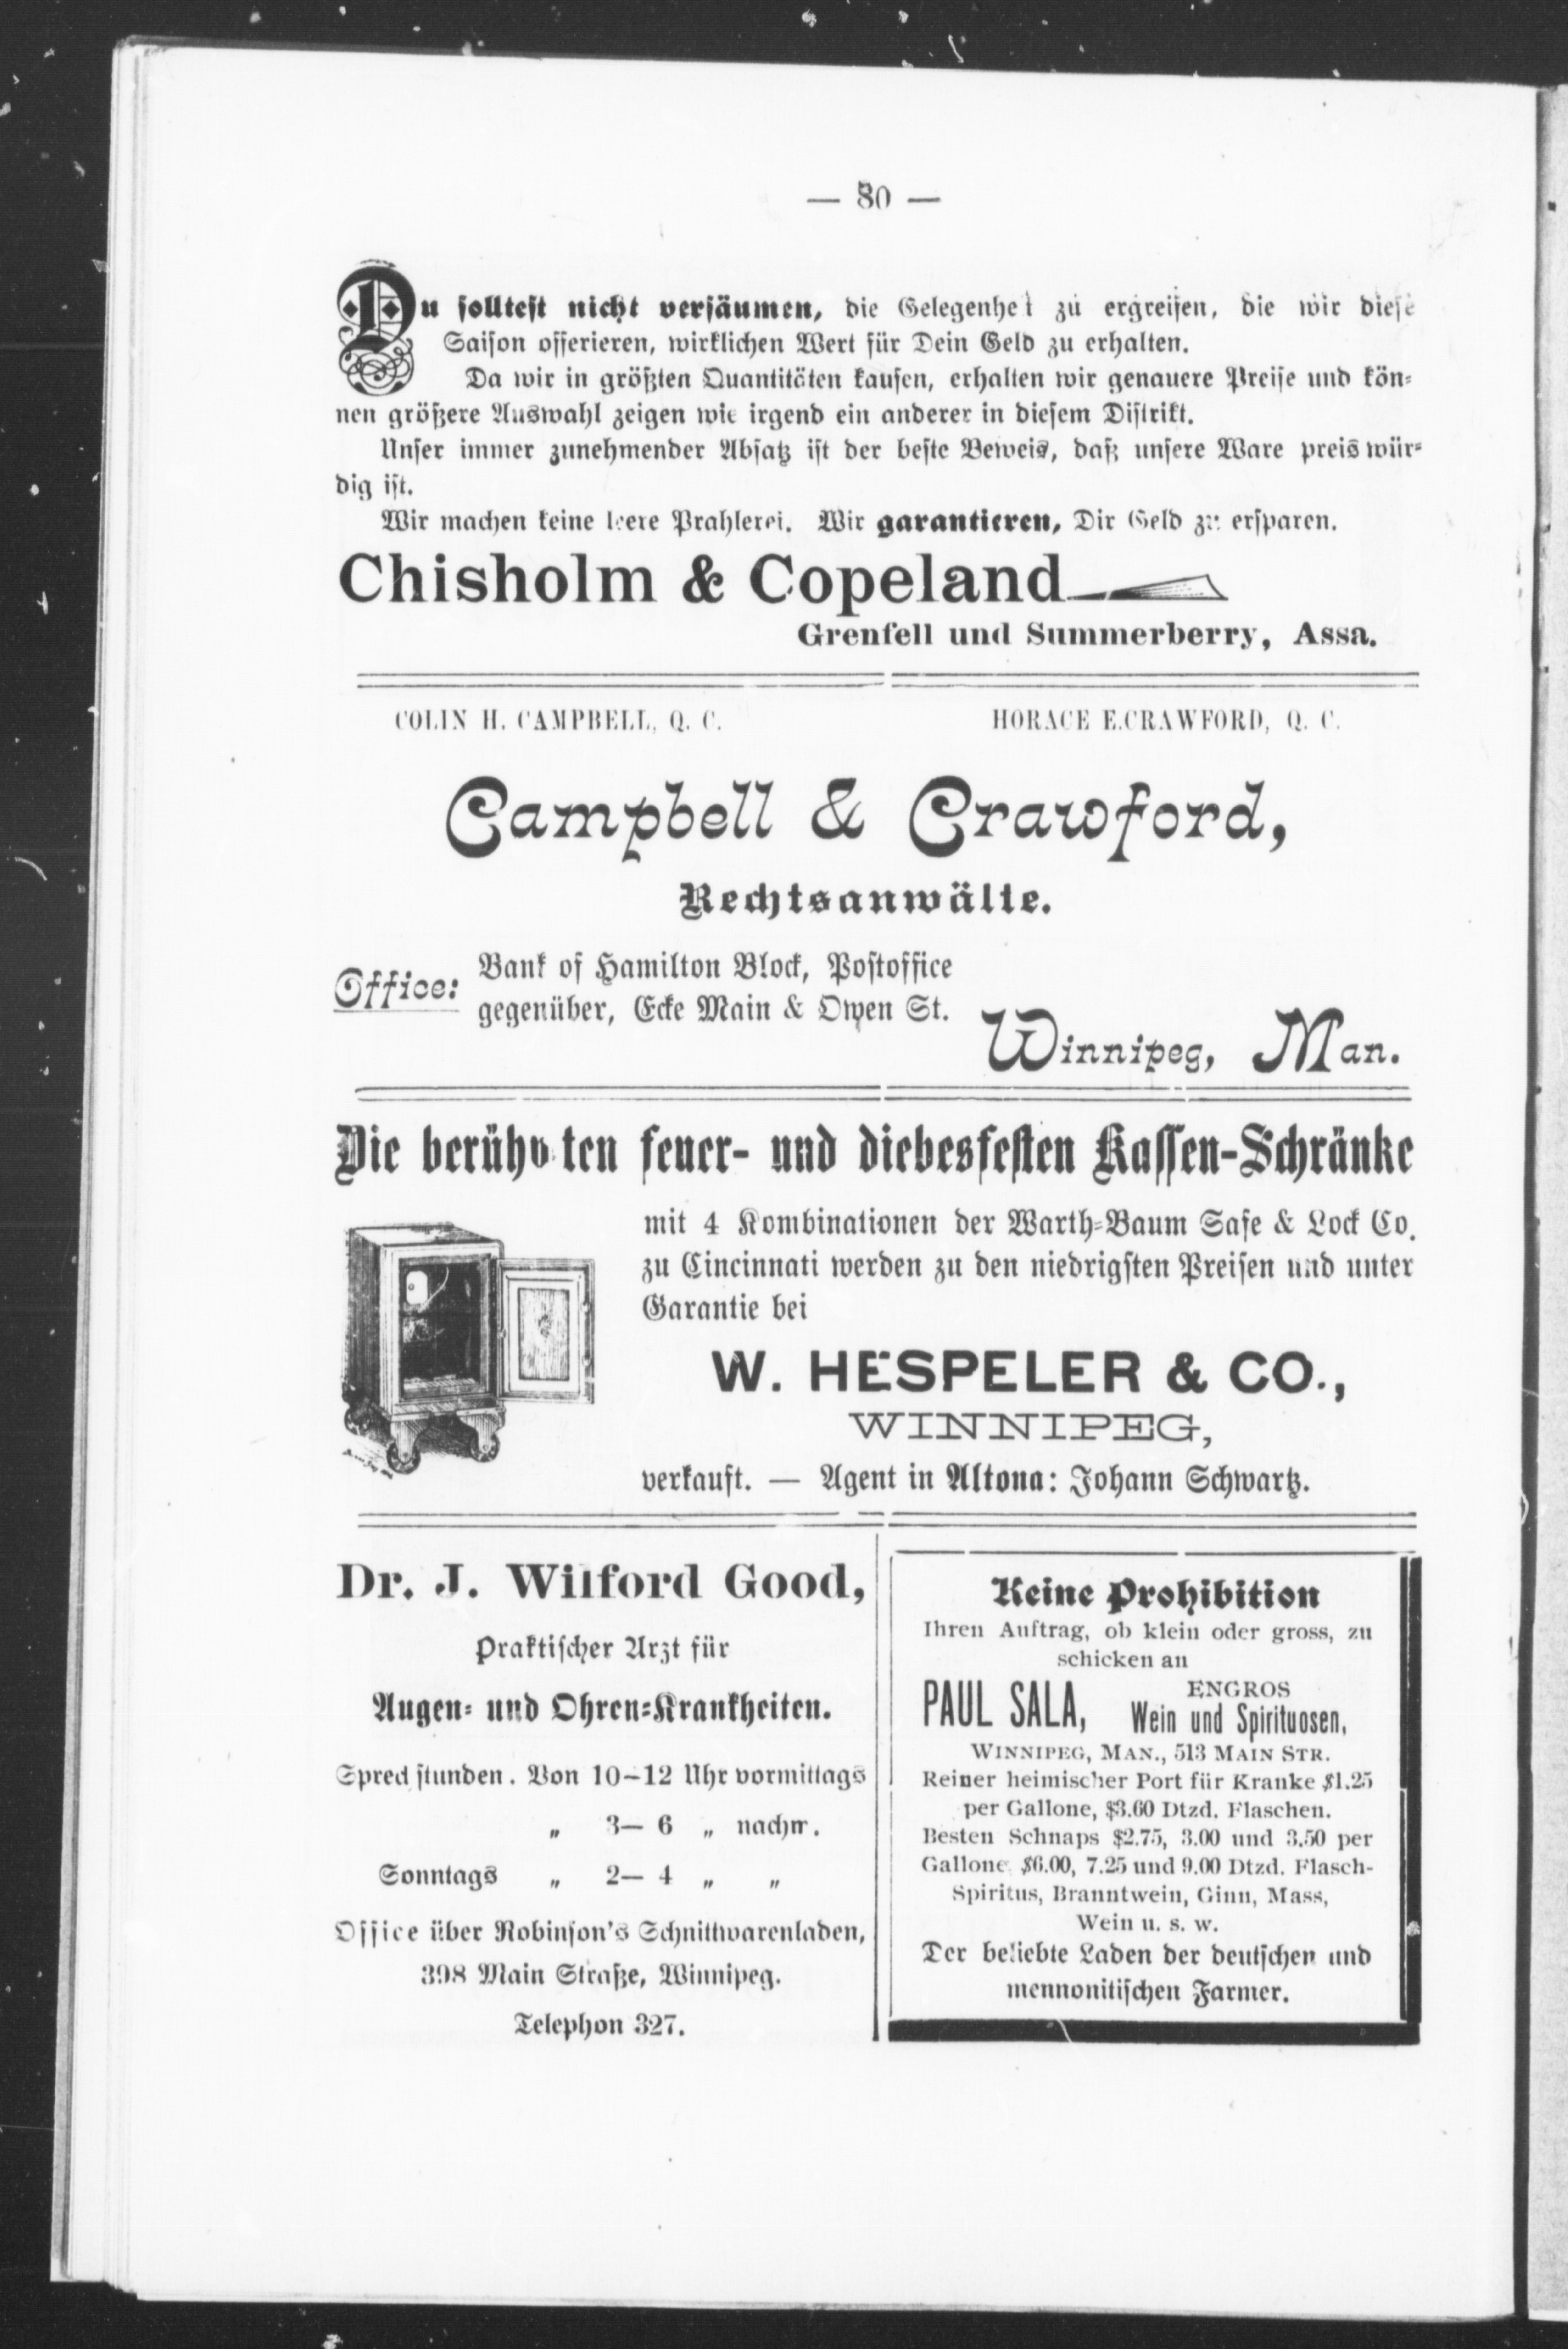 — 80 —
Du solltest nicht versäumen, die Gelegenheit zu ergreifen, die wir diese
Saison offerieren, wirklichen Wert für Dein Geld zu erhalten.
Da wir in größten Quantitäten kaufen, erhalten wir genauere Preise und kön-
nen größere Auswahl zeigen wie irgend ein anderer in diesem Distrikt.
Unser immer zunehmender Absatz ist der beste Beweis, daß unsere Ware preiswür-
dig ist.
Wir machen keine leere Prahlerei. Wir garantieren, Dir Geld zu ersparen.
Chisholm & Copeland
Grenfell und Summerberry, Assa.
COLIN H. CAMPBELL, Q. C. HORACE E. CRAWFORD, Q. C.
Campbell & Crawford,
Rechtsanwälte.
Office: Bank of Hamilton Block, Postoffice
gegenüber, Ecke Main & Owen St.
Winnipeg, Man.
Die berühmten feuer- und diebesfesten Kassen-Schränke
mit 4 Kombinationen der Warth-Baum Safe & Lock Co.
zu Cincinnati werden zu den niedrigsten Preisen und unter
Garantie bei
W. HESPELER & CO.,
WINNIPEG,
verkauft. — Agent in Altona: Johann Schwartz.
Dr. J. Wilford Good,
Praktischer Arzt für
Augen- und Ohren-Krankheiten.
Sprechstunden. Von 10–12 Uhr vormittags
„ 3— 6 „ nachm.
Sonntags „ 2— 4 „ „
Office über Robinson's Schnittwarenladen,
398 Main Straße, Winnipeg.
Telephon 327.
Keine Prohibition
Ihren Auftrag, ob klein oder gross, zu
schicken an
PAUL SALA, ENGROS
Wein und Spirituosen,
WINNIPEG, MAN., 513 MAIN STR.
Reiner heimischer Port für Kranke $1.25
per Gallone, $3.60 Dtzd. Flaschen.
Besten Schnaps $2.75, 3.00 und 3.50 per
Gallone $6.00, 7.25 und 9.00 Dtzd. Flasch-
Spiritus, Branntwein, Ginn, Mass,
Wein u. s. w.
Der beliebte Laden der deutschen und
mennonitischen Farmer.